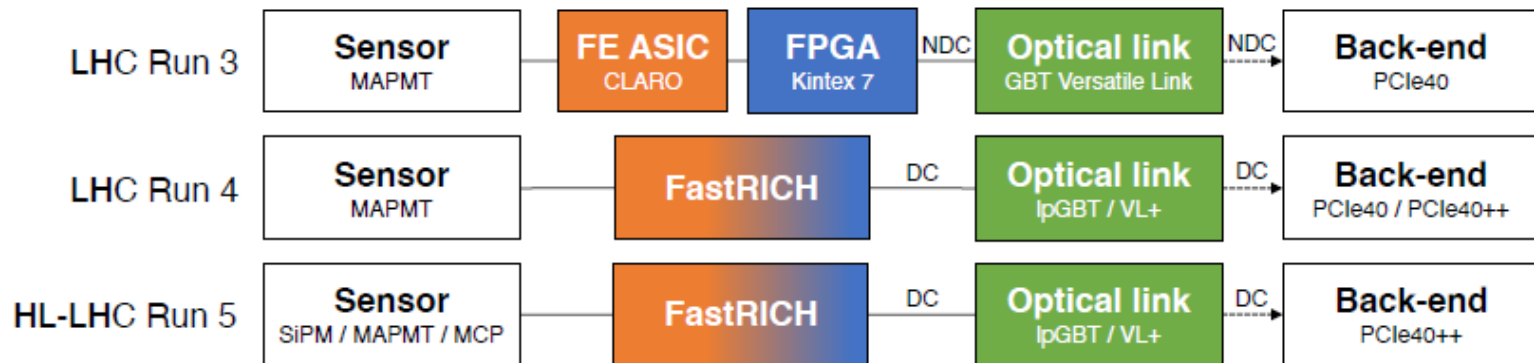 LHC Run 3
Sensor
MAPMT
FE ASIC
CLARO
FPGA
Kintex 7
NDC
Optical link
GBT Versatile Link
NDC
Back-end
PCIe40
LHC Run 4
Sensor
MAPMT
FastRICH
DC
Optical link
lpGBT / VL+
DC
Back-end
PCIe40 / PCIe40++
HL-LHC Run 5
Sensor
SiPM / MAPMT / MCP
FastRICH
DC
Optical link
lpGBT / VL+
DC
Back-end
PCIe40++